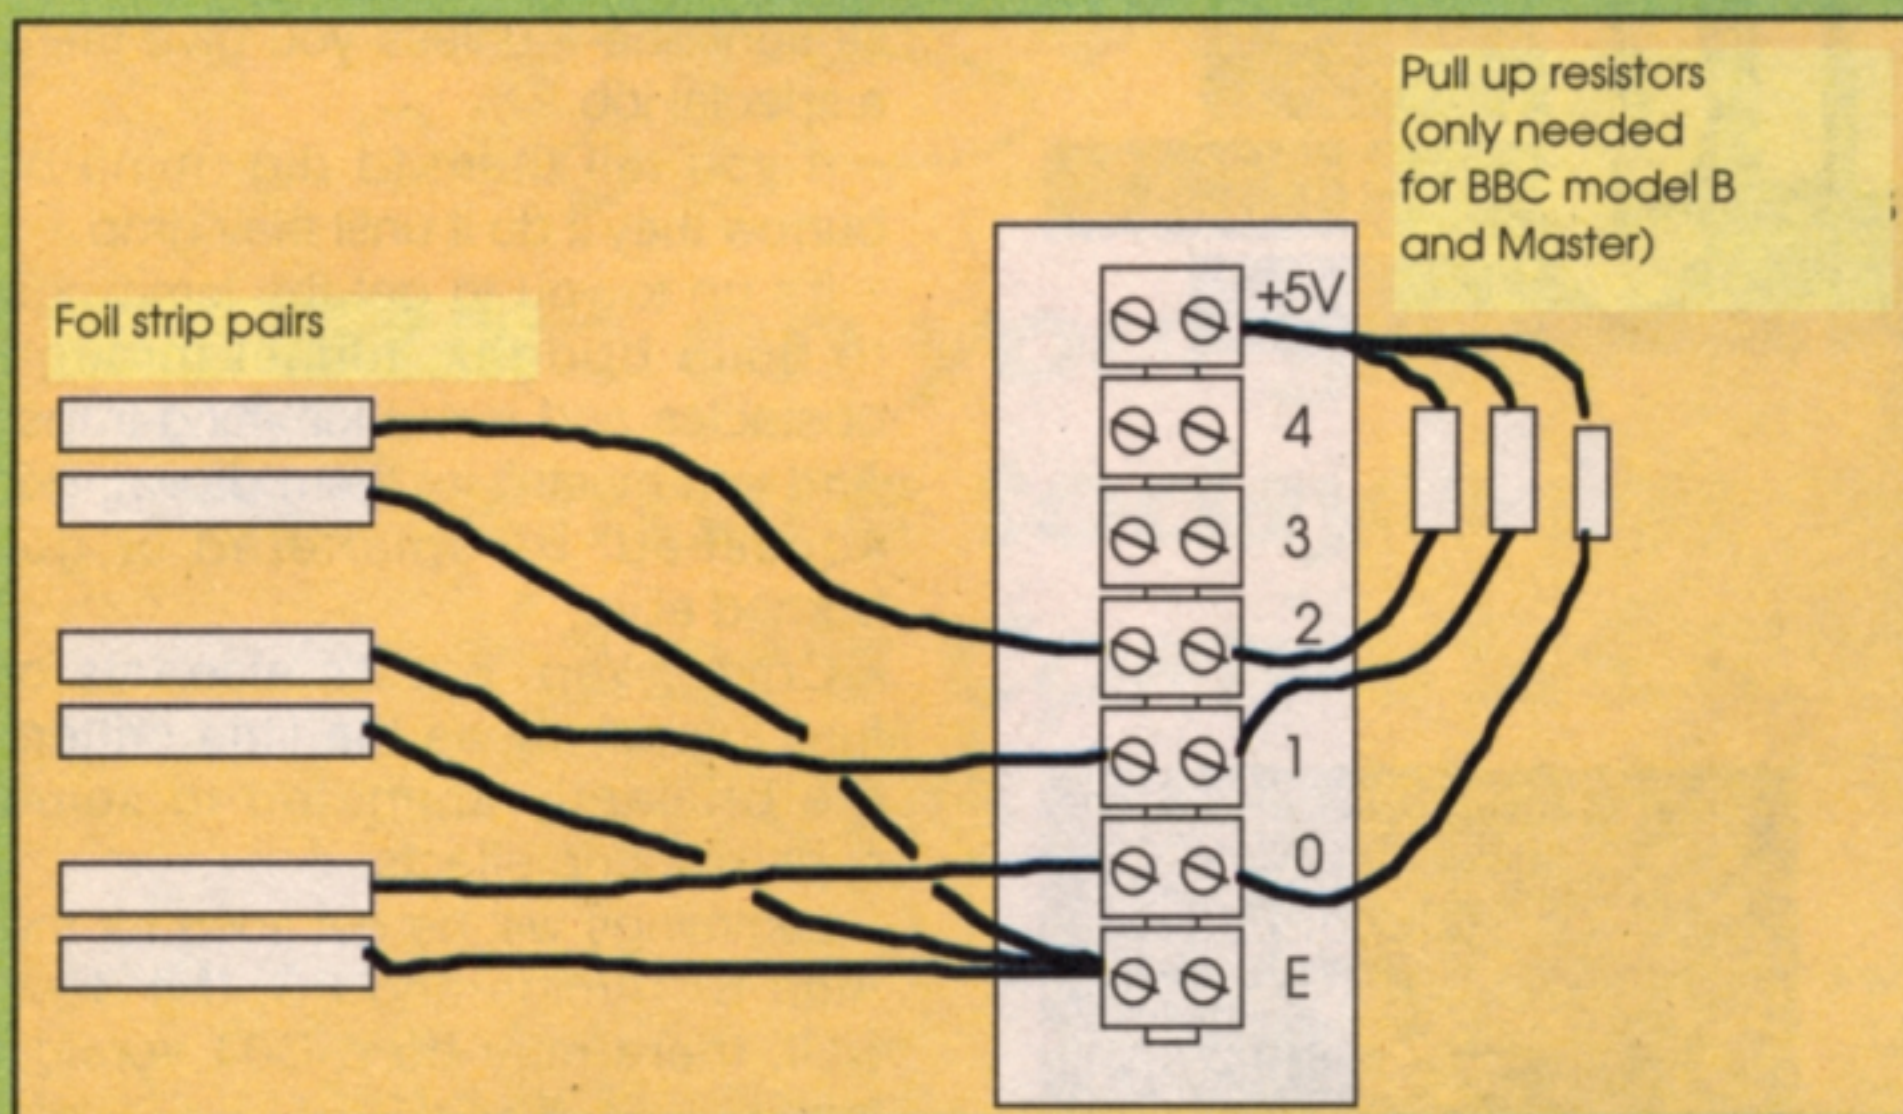 Pull up resistors
(only needed
for BBC model B
and Master)
Foil strip pairs
+5V
4
3
2
1
0
E